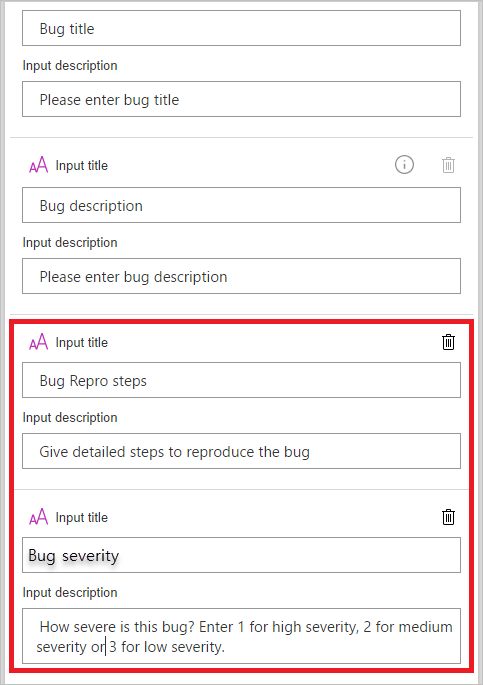 Bug title
Input description
Please enter bug title
Input title
Bug description
Input description
Please enter bug description
Input title
Bug Repro steps
Input description
Give detailed steps to reproduce the bug
Input title
Bug severity
Input description
How severe is this bug? Enter 1 for high severity, 2 for medium
severity or 3 for low severity.